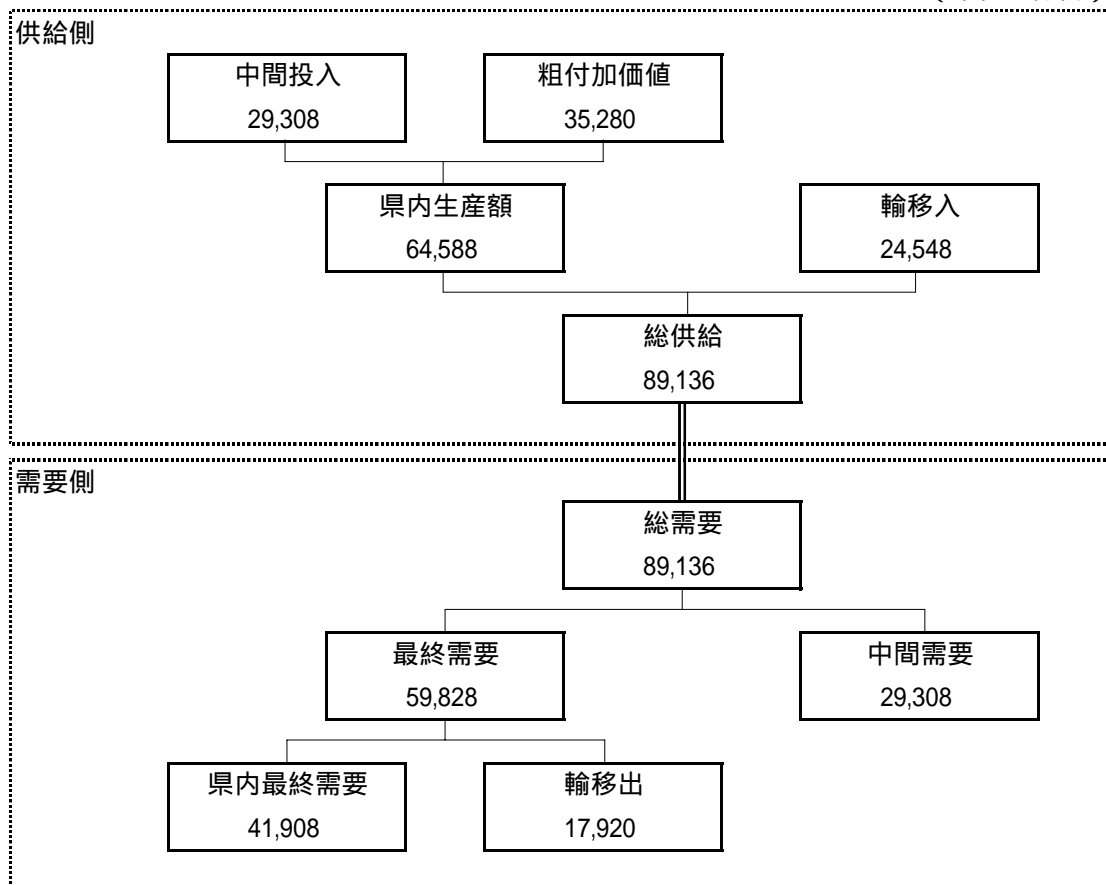 供給側
中間投入
29,308
粗付加価値
35,280
県内生産額
64,588
輸移入
24,548
総供給
89,136
需要側
総需要
89,136
最終需要
59,828
中間需要
29,308
県内最終需要
41,908
輸移出
17,920